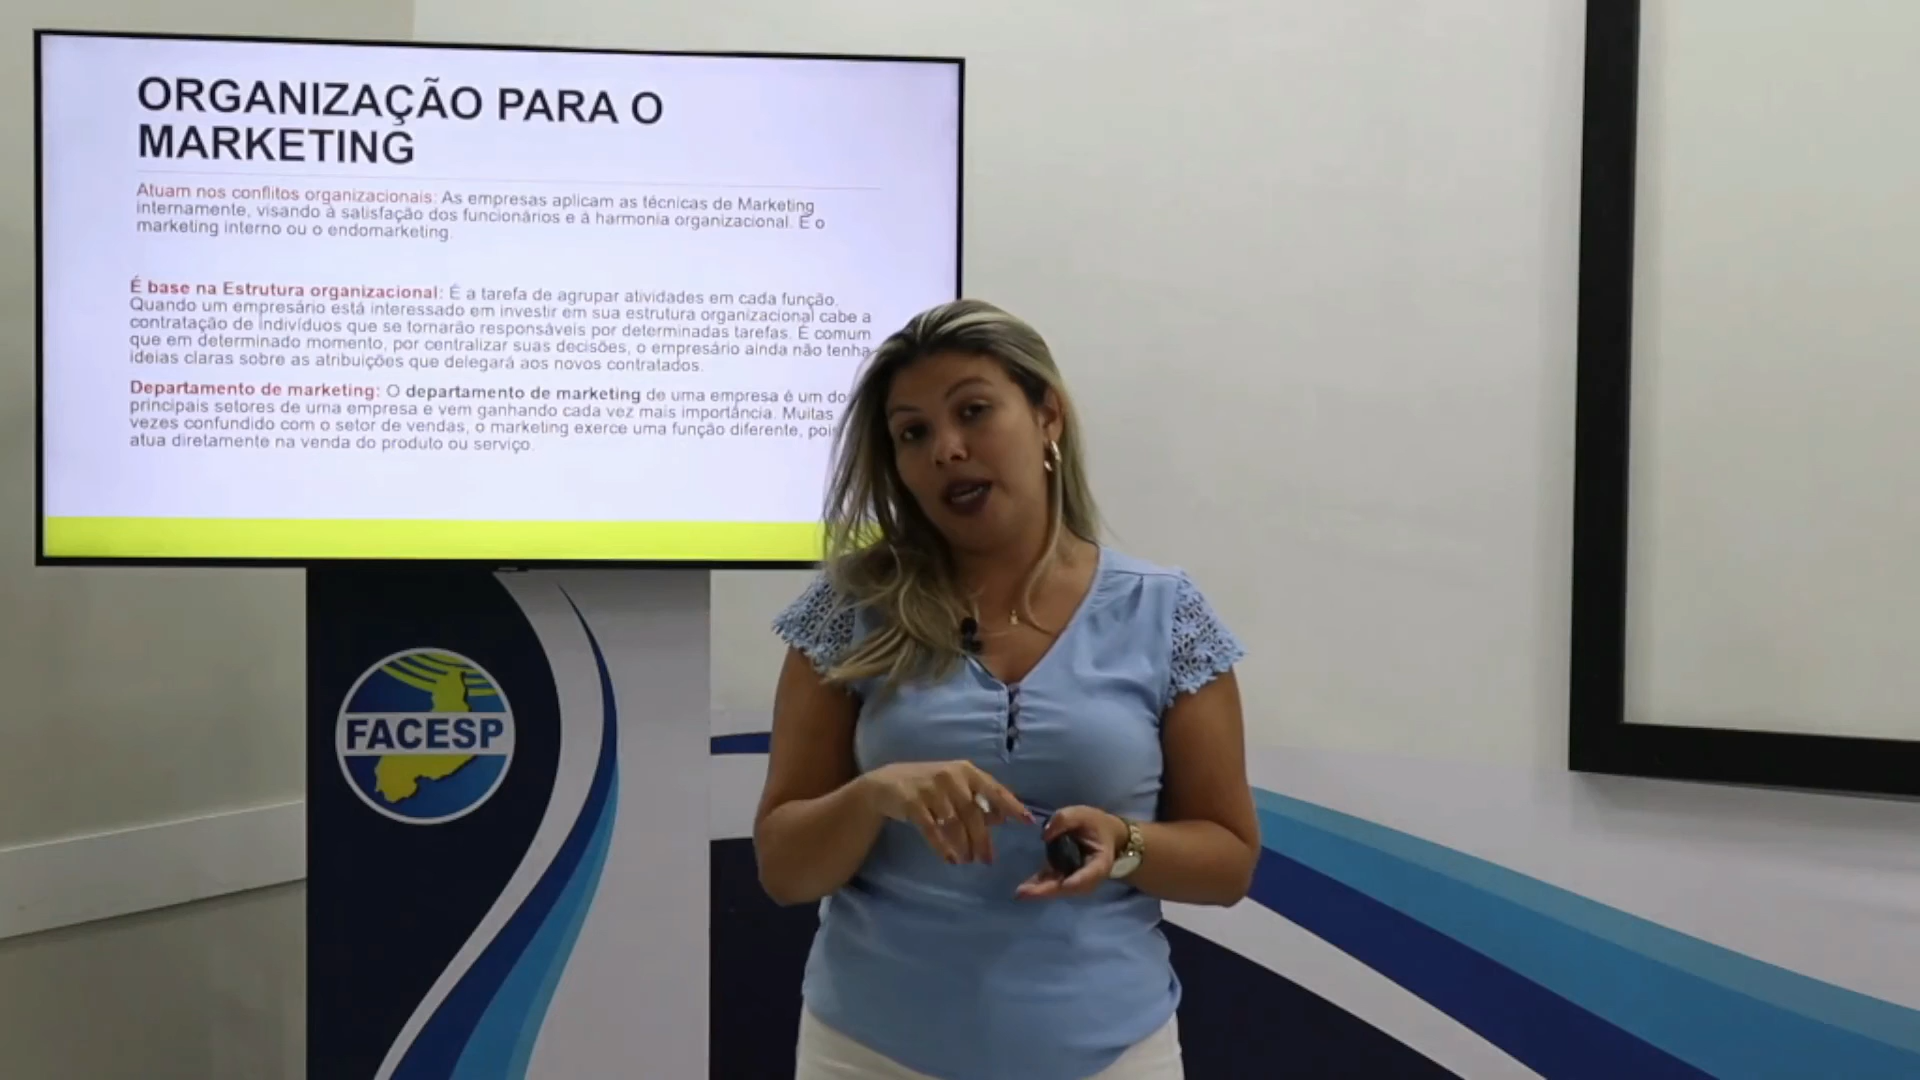 ORGANIZAÇÃO PARA O
MARKETING
Atuam nos conflitos organizacionais: As empresas aplicam as técnicas de Marketing
internamente, visando à satisfação dos funcionários e à harmonia organizacional. É o
marketing interno ou o endomarketing.
É base na Estrutura organizacional: É a tarefa de agrupar atividades em cada função.
Quando um empresário está interessado em investir em sua estrutura organizacional cabe a
contratação de indivíduos que se tornarão responsáveis por determinadas tarefas. É comum
que em determinado momento, por centralizar suas decisões, o empresário ainda não tenha
ideias claras sobre as atribuições que delegará aos novos contratados.
Departamento de marketing: O departamento de marketing de uma empresa é um do
principais setores de uma empresa e vem ganhando cada vez mais importância. Muitas
vezes confundido com o setor de vendas, o marketing exerce uma função diferente, pois
atua diretamente na venda do produto ou serviço.
FACESP